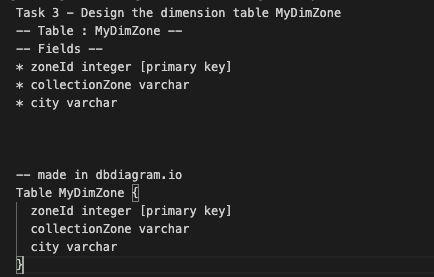 Task 3 - Design the dimension table MyDimZone
-- Table : MyDimZone --
-- Fields --
* zoneId integer [primary key]
* collectionZone varchar
* city varchar
-- made in dbdiagram.io
Table MyDimZone {
zoneId integer [primary key]
collectionZone varchar
city varchar
}